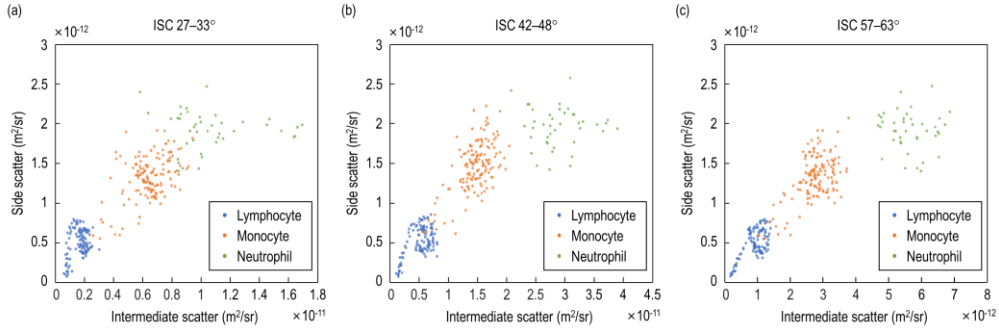 (a)
ISC 27–33°
× 10⁻¹²
3
2.5
2
1.5
1
0.5
0
Side scatter (m²/sr)
Lymphocyte
Monocyte
Neutrophil
0 0.2 0.4 0.6 0.8 1 1.2 1.4 1.6 1.8
Intermediate scatter (m²/sr)
× 10⁻¹¹
(b)
ISC 42–48°
× 10⁻¹²
3
2.5
2
1.5
1
0.5
0
Side scatter (m²/sr)
Lymphocyte
Monocyte
Neutrophil
0 0.5 1 1.5 2 2.5 3 3.5 4 4.5
Intermediate scatter (m²/sr)
× 10⁻¹¹
(c)
ISC 57–63°
× 10⁻¹²
3
2.5
2
1.5
1
0.5
0
Side scatter (m²/sr)
Lymphocyte
Monocyte
Neutrophil
0 1 2 3 4 5 6 7 8
Intermediate scatter (m²/sr)
× 10⁻¹²